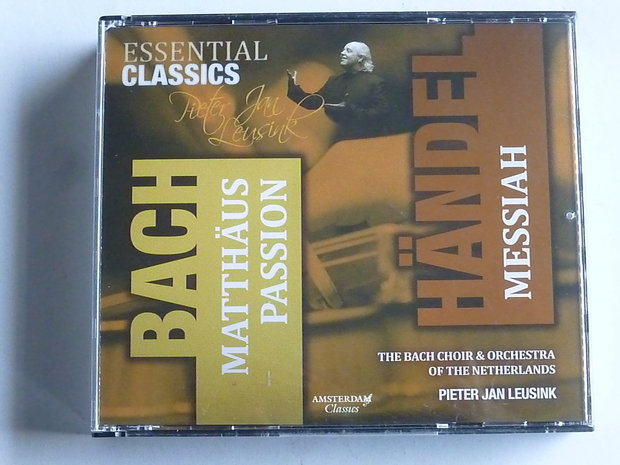 ESSENTIAL
CLASSICS
Pieter Jan
Leusink
BACH
MATTHÄUS
PASSION
HÄNDEL
MESSIAH
THE BACH CHOIR & ORCHESTRA
OF THE NETHERLANDS
PIETER JAN LEUSINK
AMSTERDAM
Classics